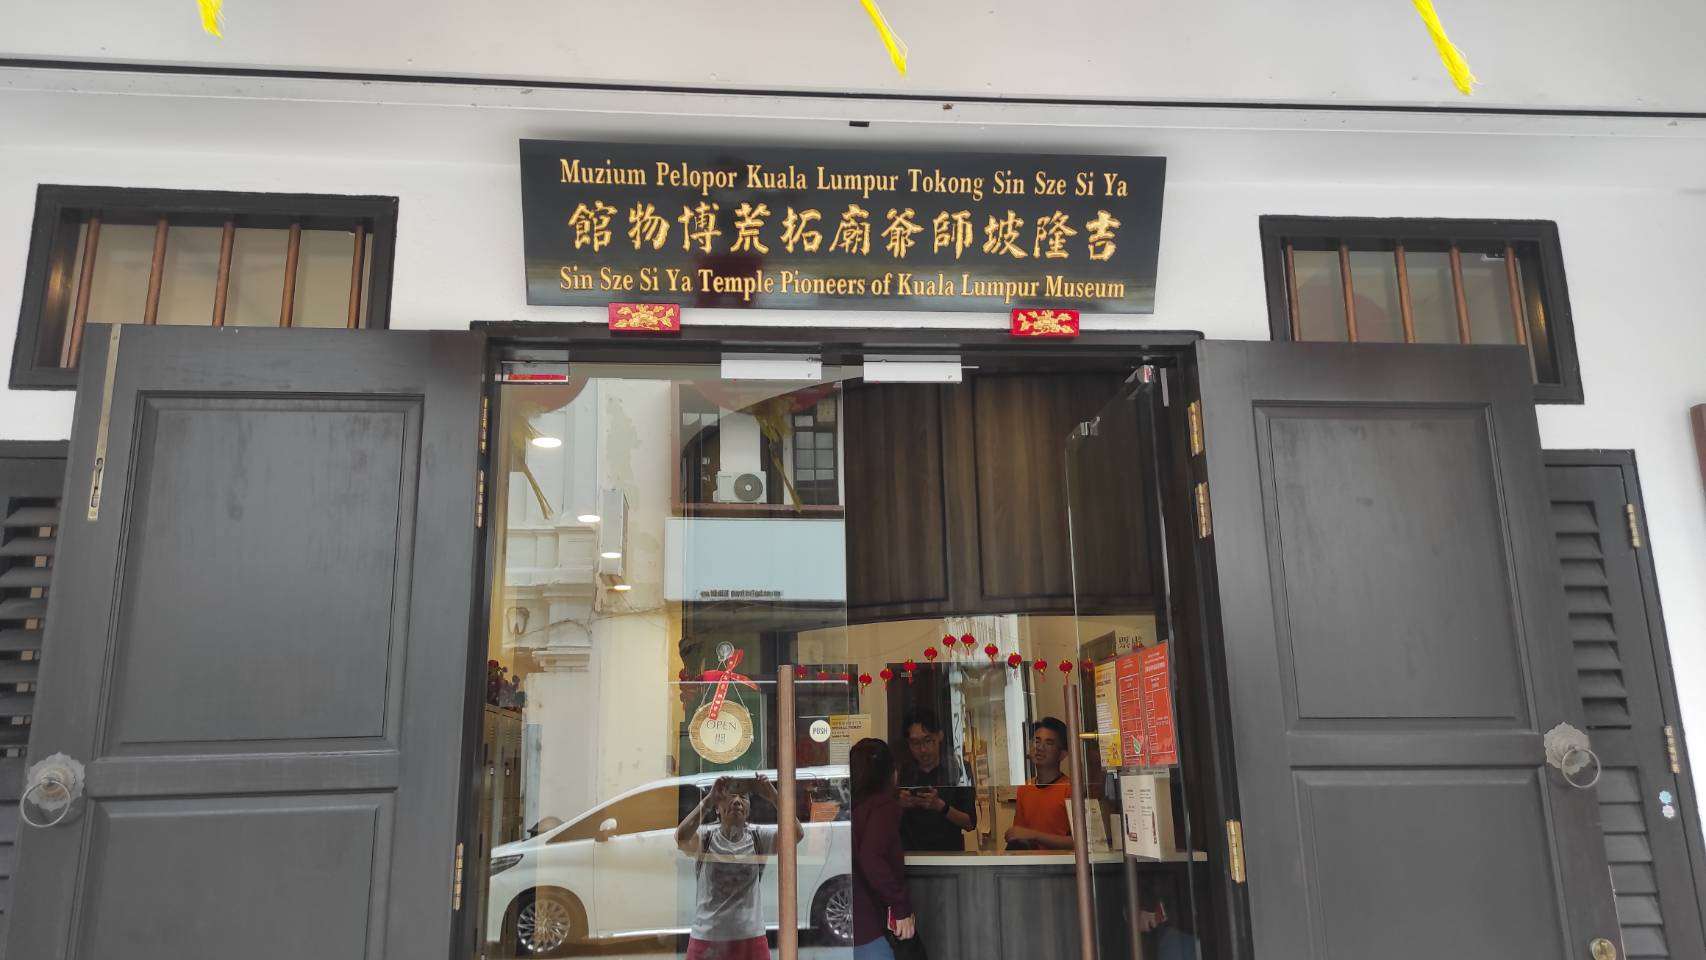 Muzium Pelopor Kuala Lumpur Tokong Sin Sze Si Ya
館物博荒拓廟爺師坡隆吉
Sin Sze Si Ya Temple Pioneers of Kuala Lumpur Museum
OPEN
PUSH